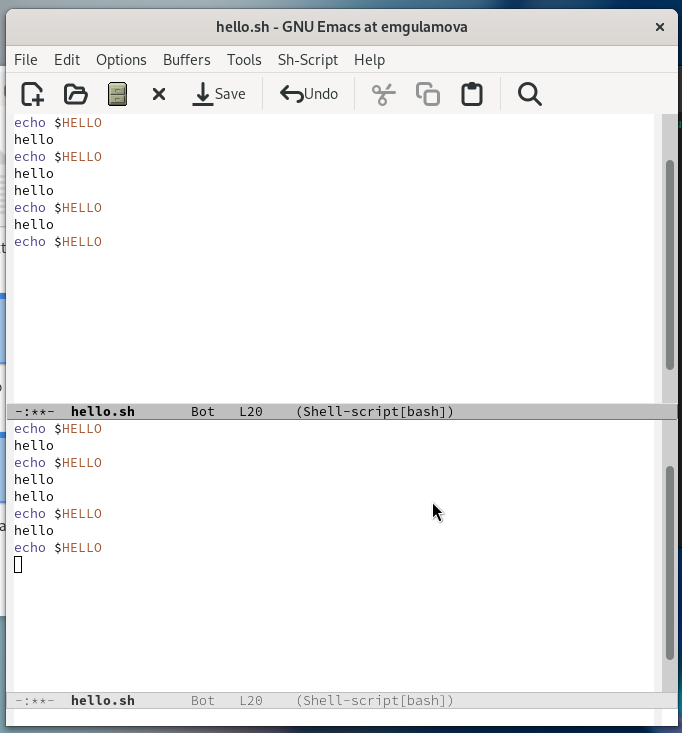 hello.sh - GNU Emacs at emgulamova
File Edit Options Buffers Tools Sh-Script Help
Save Undo
echo $HELLO
hello
echo $HELLO
hello
hello
echo $HELLO
hello
echo $HELLO
-:**- hello.sh Bot L20 (Shell-script[bash])
echo $HELLO
hello
echo $HELLO
hello
hello
echo $HELLO
hello
echo $HELLO
-:**- hello.sh Bot L20 (Shell-script[bash])